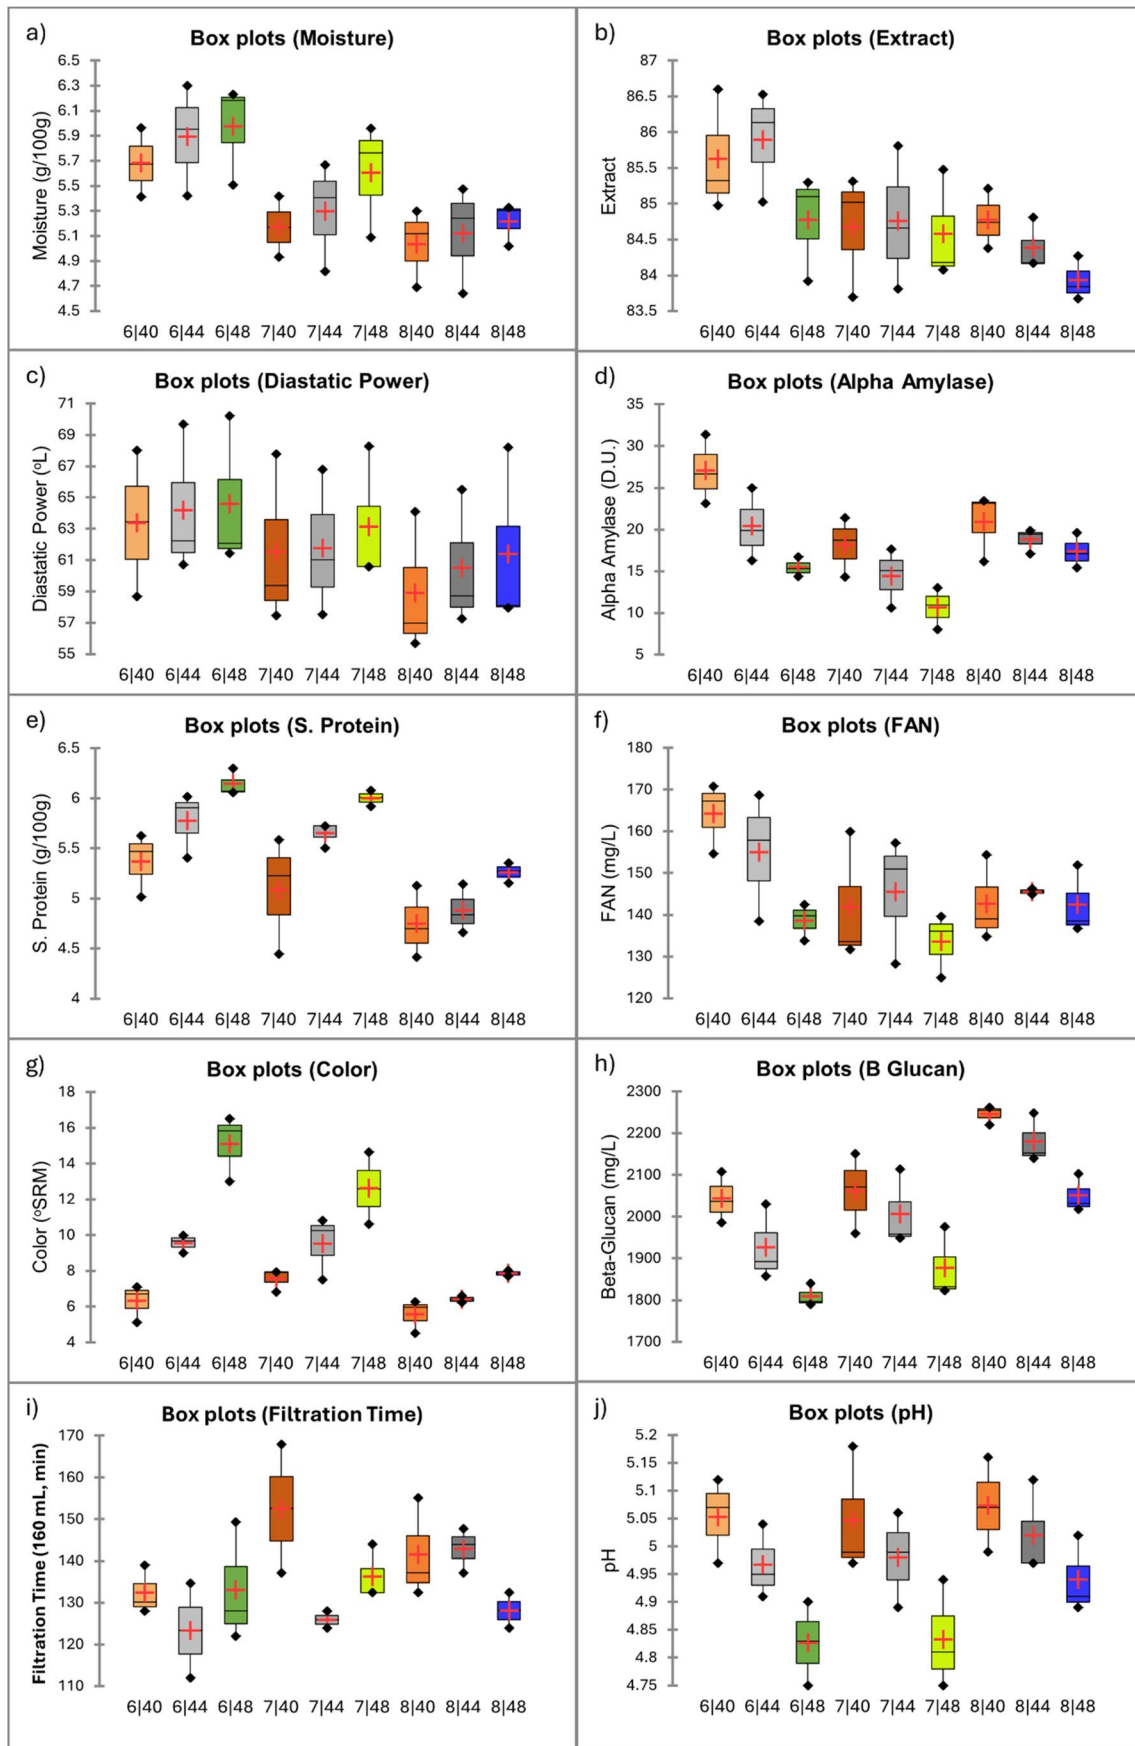 a)
Box plots (Moisture)
Moisture (g/100g)
6.5
6.3
6.1
5.9
5.7
5.5
5.3
5.1
4.9
4.7
4.5
6|40 6|44 6|48 7|40 7|44 7|48 8|40 8|44 8|48
b)
Box plots (Extract)
Extract
87
86.5
86
85.5
85
84.5
84
83.5
6|40 6|44 6|48 7|40 7|44 7|48 8|40 8|44 8|48
c)
Box plots (Diastatic Power)
Diastatic Power (ºL)
71
69
67
65
63
61
59
57
55
6|40 6|44 6|48 7|40 7|44 7|48 8|40 8|44 8|48
d)
Box plots (Alpha Amylase)
Alpha Amylase (D.U.)
35
30
25
20
15
10
5
6|40 6|44 6|48 7|40 7|44 7|48 8|40 8|44 8|48
e)
Box plots (S. Protein)
S. Protein (g/100g)
6.5
6
5.5
5
4.5
4
6|40 6|44 6|48 7|40 7|44 7|48 8|40 8|44 8|48
f)
Box plots (FAN)
FAN (mg/L)
180
170
160
150
140
130
120
6|40 6|44 6|48 7|40 7|44 7|48 8|40 8|44 8|48
g)
Box plots (Color)
Color (ºSRM)
18
16
14
12
10
8
6
4
6|40 6|44 6|48 7|40 7|44 7|48 8|40 8|44 8|48
h)
Box plots (B Glucan)
Beta-Glucan (mg/L)
2300
2200
2100
2000
1900
1800
1700
6|40 6|44 6|48 7|40 7|44 7|48 8|40 8|44 8|48
i)
Box plots (Filtration Time)
Filtration Time (160 mL, min)
170
160
150
140
130
120
110
6|40 6|44 6|48 7|40 7|44 7|48 8|40 8|44 8|48
j)
Box plots (pH)
pH
5.2
5.15
5.1
5.05
5
4.95
4.9
4.85
4.8
4.75
6|40 6|44 6|48 7|40 7|44 7|48 8|40 8|44 8|48